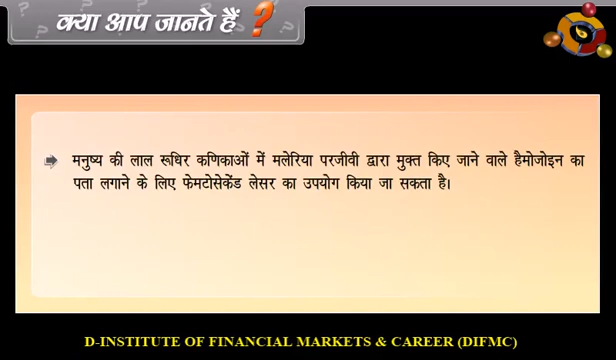 क्या आप जानते हैं ?
मनुष्य की लाल रूधिर कणिकाओं में मलेरिया परजीवी द्वारा मुक्त किए जाने वाले हैमोजोइन का
पता लगाने के लिए फेमटोसेकेंड लेसर का उपयोग किया जा सकता है।
D-INSTITUTE OF FINANCIAL MARKETS & CAREER (DIFMC)